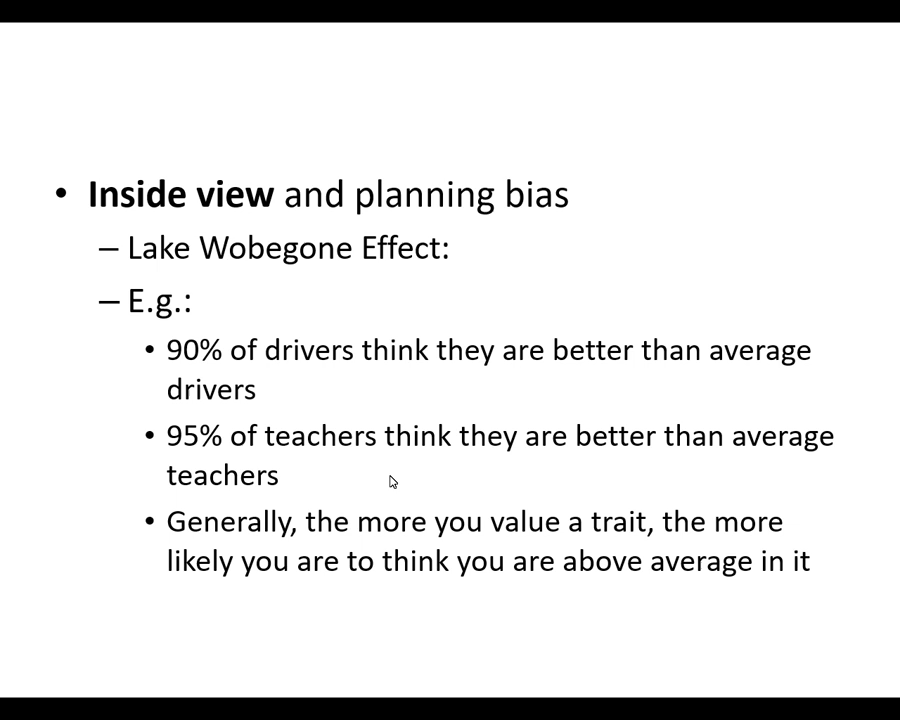 • Inside view and planning bias
– Lake Wobegone Effect:
– E.g.:
• 90% of drivers think they are better than average
drivers
• 95% of teachers think they are better than average
teachers
• Generally, the more you value a trait, the more
likely you are to think you are above average in it